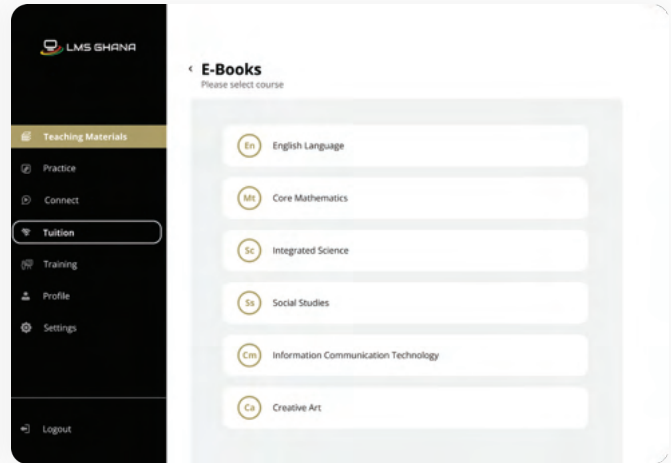 LMS GHANA
Teaching Materials
Practice
Connect
Tuition
Training
Profile
Settings
Logout
E-Books
Please select course
En English Language
Mt Core Mathematics
Sc Integrated Science
Ss Social Studies
Cm Information Communication Technology
Ca Creative Art